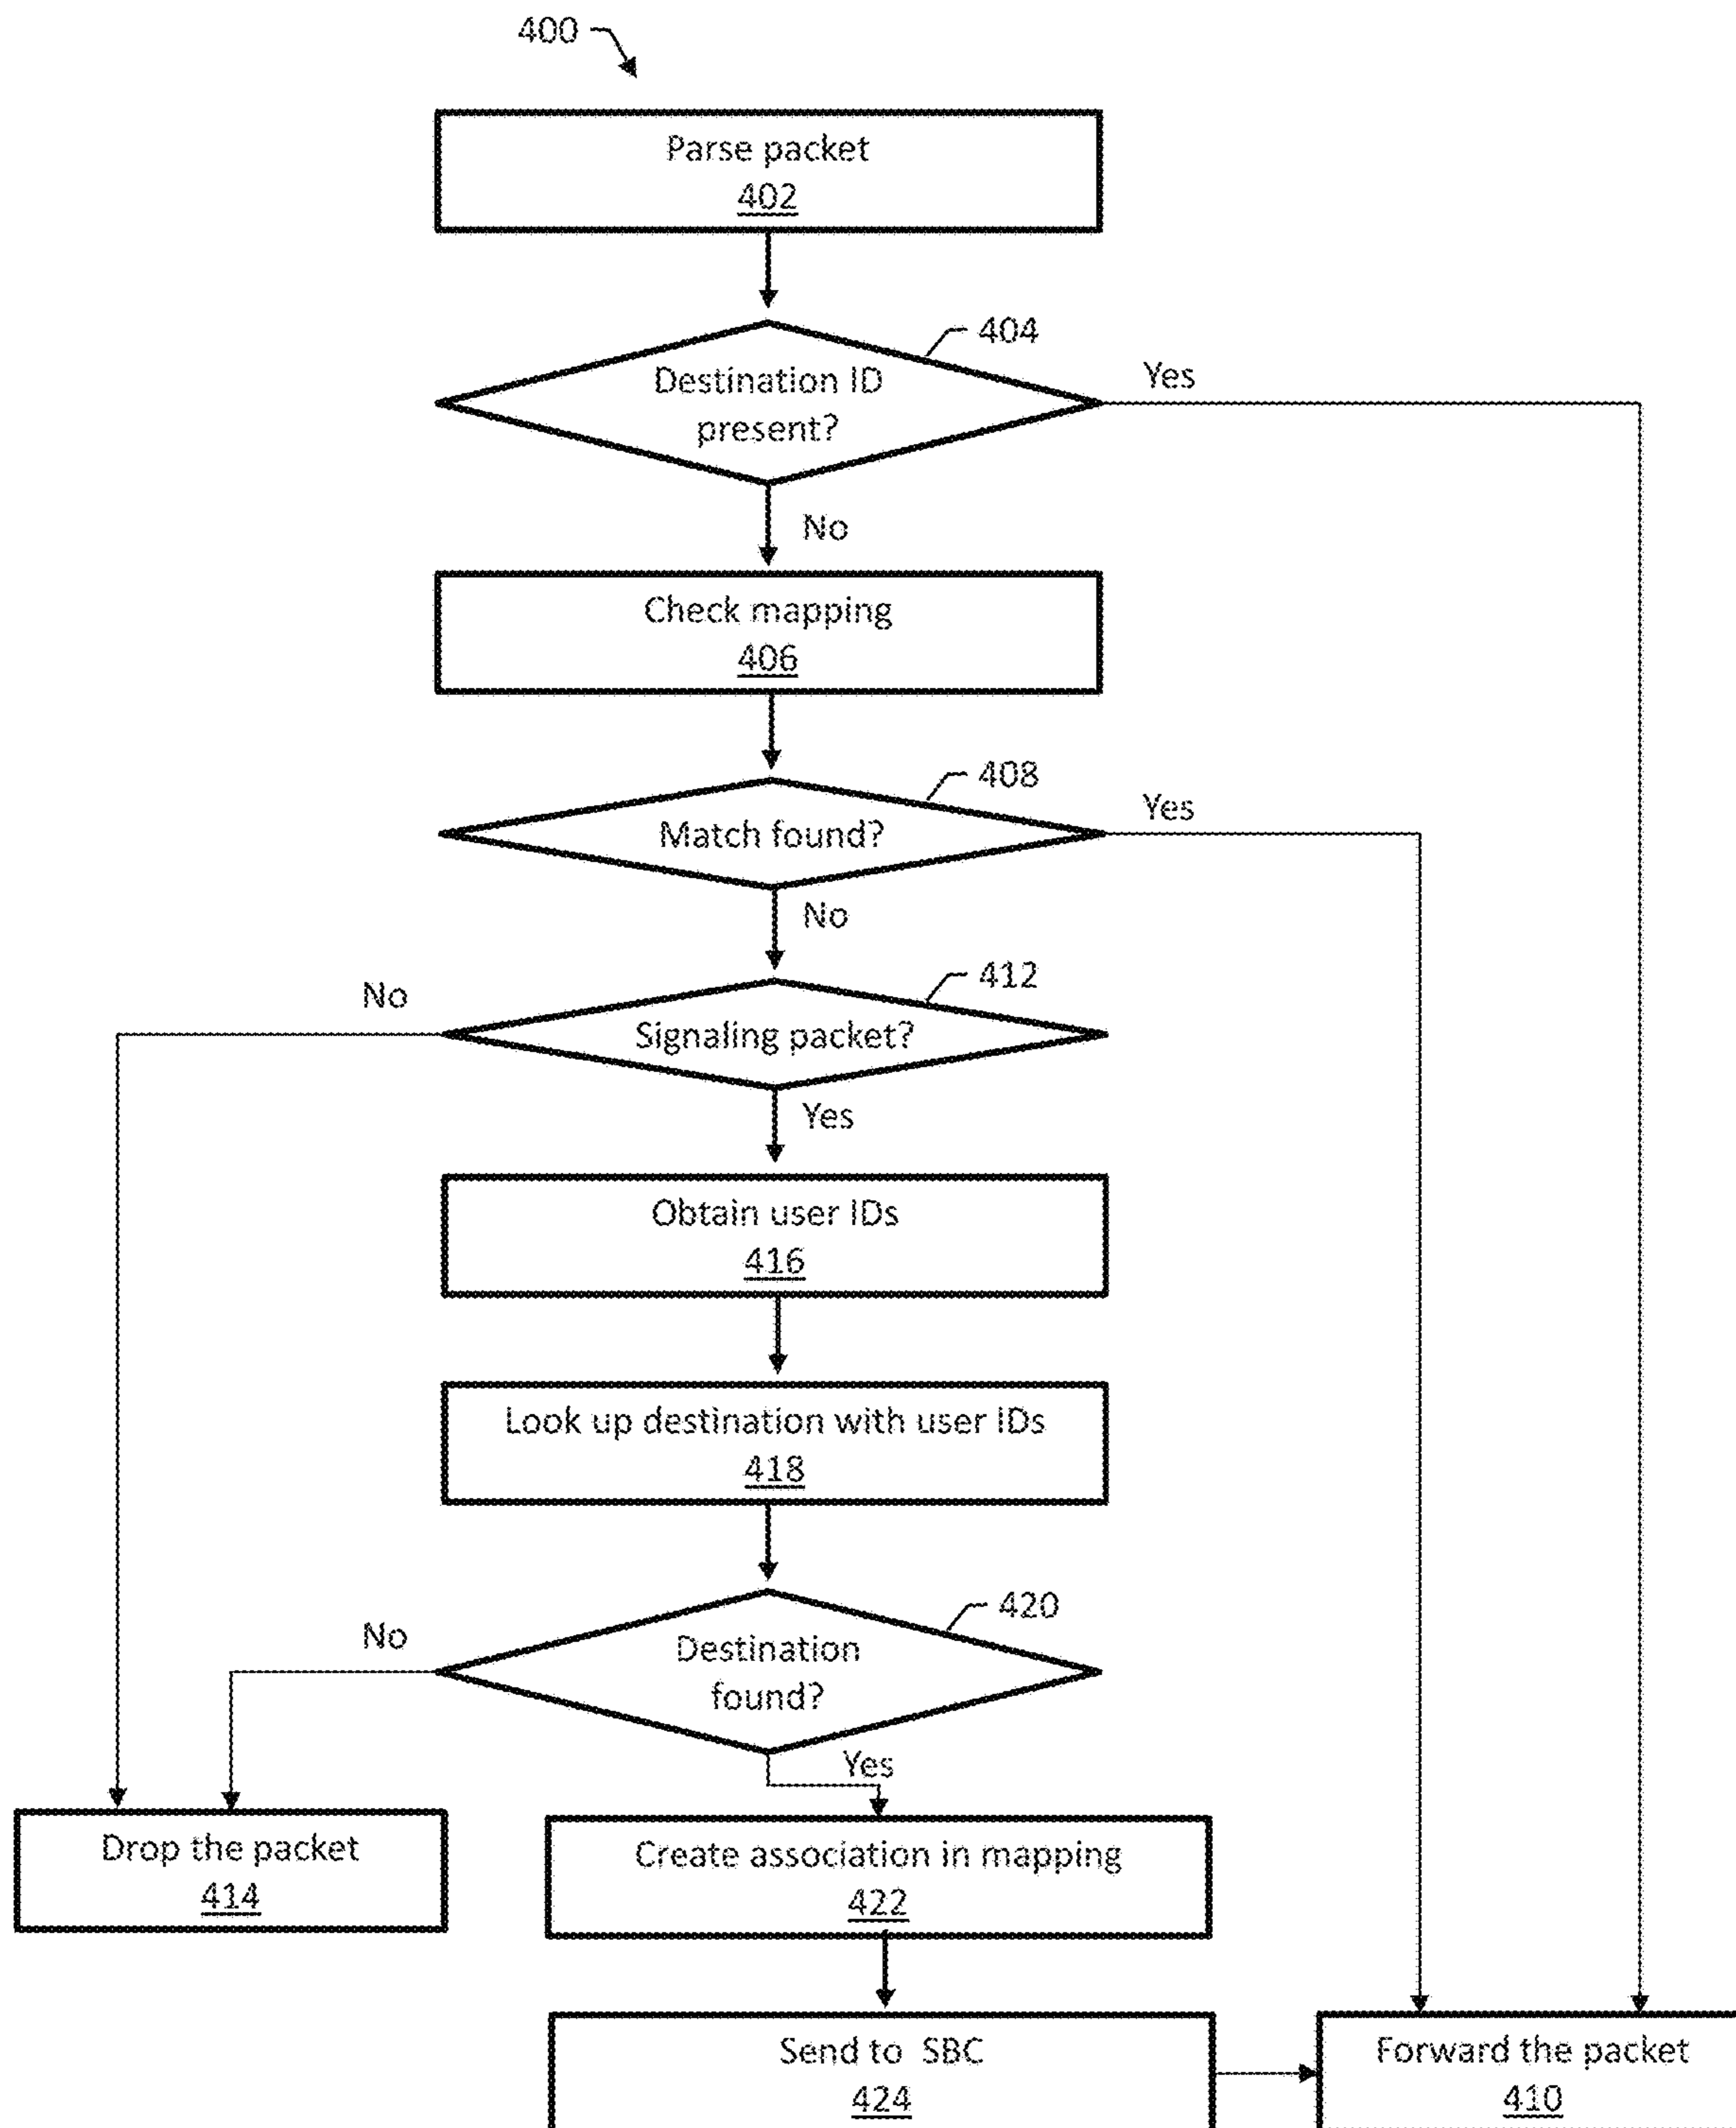 400
Parse packet
402
404
Destination ID
present?
Yes
No
Check mapping
406
408
Match found?
Yes
No
412
No
Signaling packet?
Yes
Obtain user IDs
416
Look up destination with user IDs
418
420
No
Destination
found?
Yes
Drop the packet
414
Create association in mapping
422
Send to SBC
424
Forward the packet
410